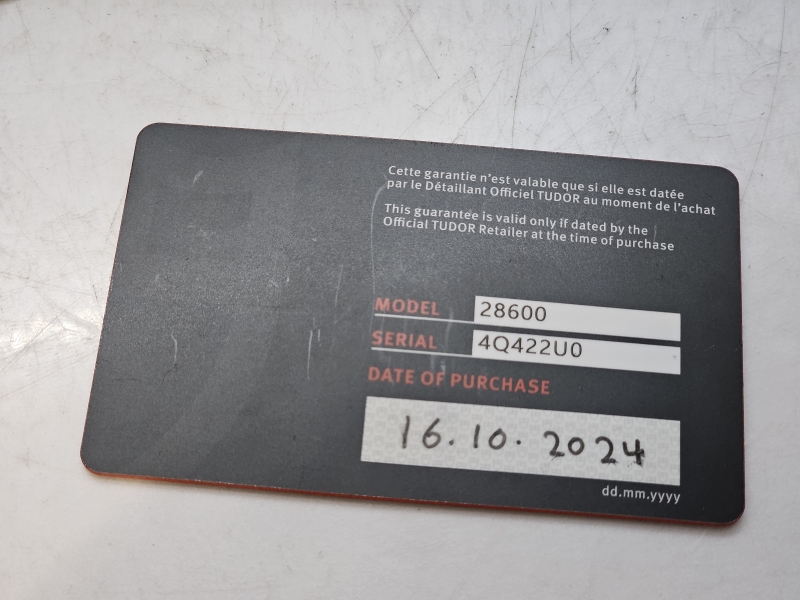 Cette garantie n'est valable que si elle est datée
par le Détaillant Officiel TUDOR au moment de l'achat
This guarantee is valid only if dated by the
Official TUDOR Retailer at the time of purchase
MODEL 28600
SERIAL 4Q422U0
DATE OF PURCHASE
16.10.2024
dd.mm.yyyy